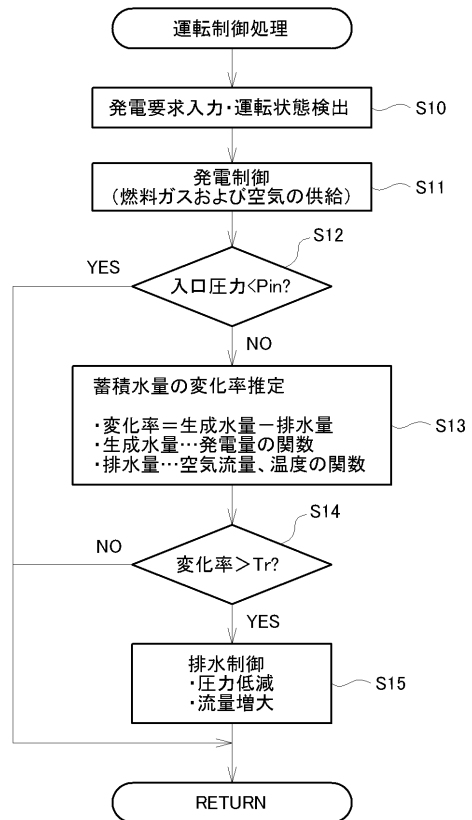 運転制御処理
発電要求入力・運転状態検出
S10
発電制御
（燃料ガスおよび空気の供給）
S11
S12
YES
入口圧力<Pin?
NO
蓄積水量の変化率推定
・変化率＝生成水量－排水量
・生成水量…発電量の関数
・排水量…空気流量、温度の関数
S13
S14
NO
変化率＞Tr?
YES
排水制御
・圧力低減
・流量増大
S15
RETURN